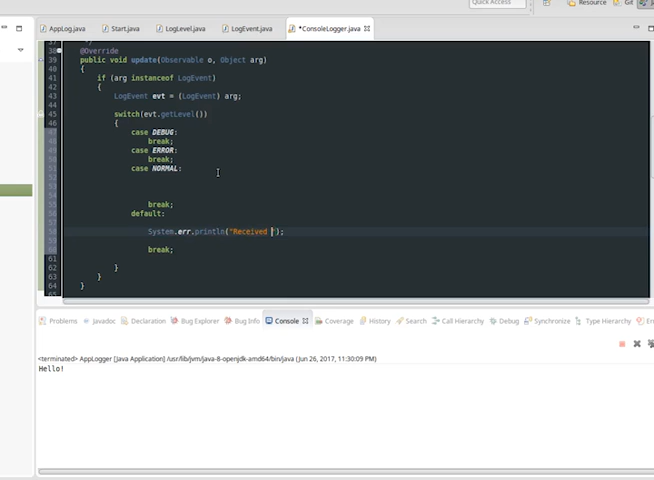 Quick Access
Resource
Git
AppLog.java
Start.java
LogLevel.java
LogEvent.java
*ConsoleLogger.java
37 */
38 @Override
39 public void update(Observable o, Object arg)
40 {
41 if (arg instanceof LogEvent)
42 {
43 LogEvent evt = (LogEvent) arg;
44
45 switch(evt.getLevel())
46 {
47 case DEBUG:
48 break;
49 case ERROR:
50 break;
51 case NORMAL:
52
53
54
55 break;
56 default:
57
58 System.err.println("Received ");
59
60 break;
61
62 }
63 }
64 }
65
Problems
Javadoc
Declaration
Bug Explorer
Bug Info
Console
Coverage
History
Search
Call Hierarchy
Debug
Synchronize
Type Hierarchy
<terminated> AppLogger [Java Application] /usr/lib/jvm/java-8-openjdk-amd64/bin/java (Jun 26, 2017, 11:30:09 PM)
Hello!